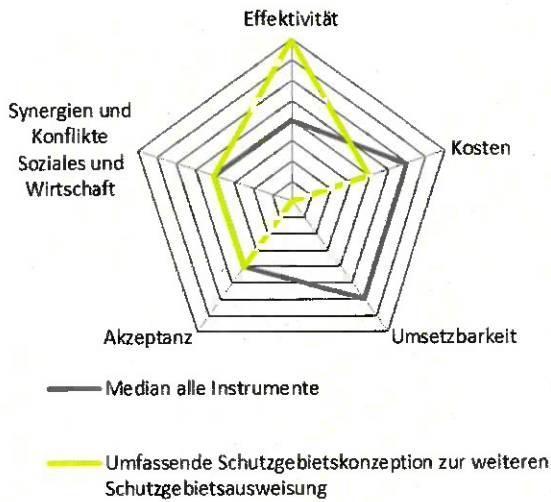 Effektivität
Synergien und
Konflikte
Soziales und
Wirtschaft
Kosten
Akzeptanz
Umsetzbarkeit
Median alle Instrumente
Umfassende Schutzgebietskonzeption zur weiteren
Schutzgebietsausweisung